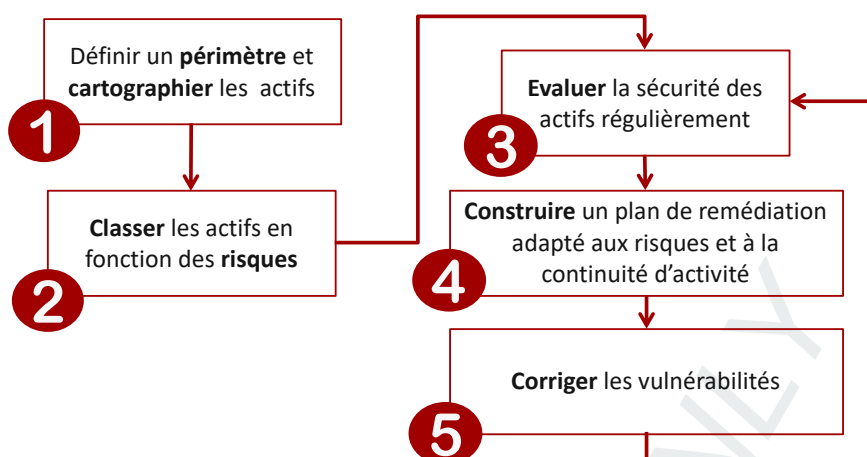 Définir un périmètre et
cartographier les actifs
1
Classer les actifs en
fonction des risques
2
Evaluer la sécurité des
actifs régulièrement
3
Construire un plan de remédiation
adapté aux risques et à la
continuité d’activité
4
Corriger les vulnérabilités
5
NLY